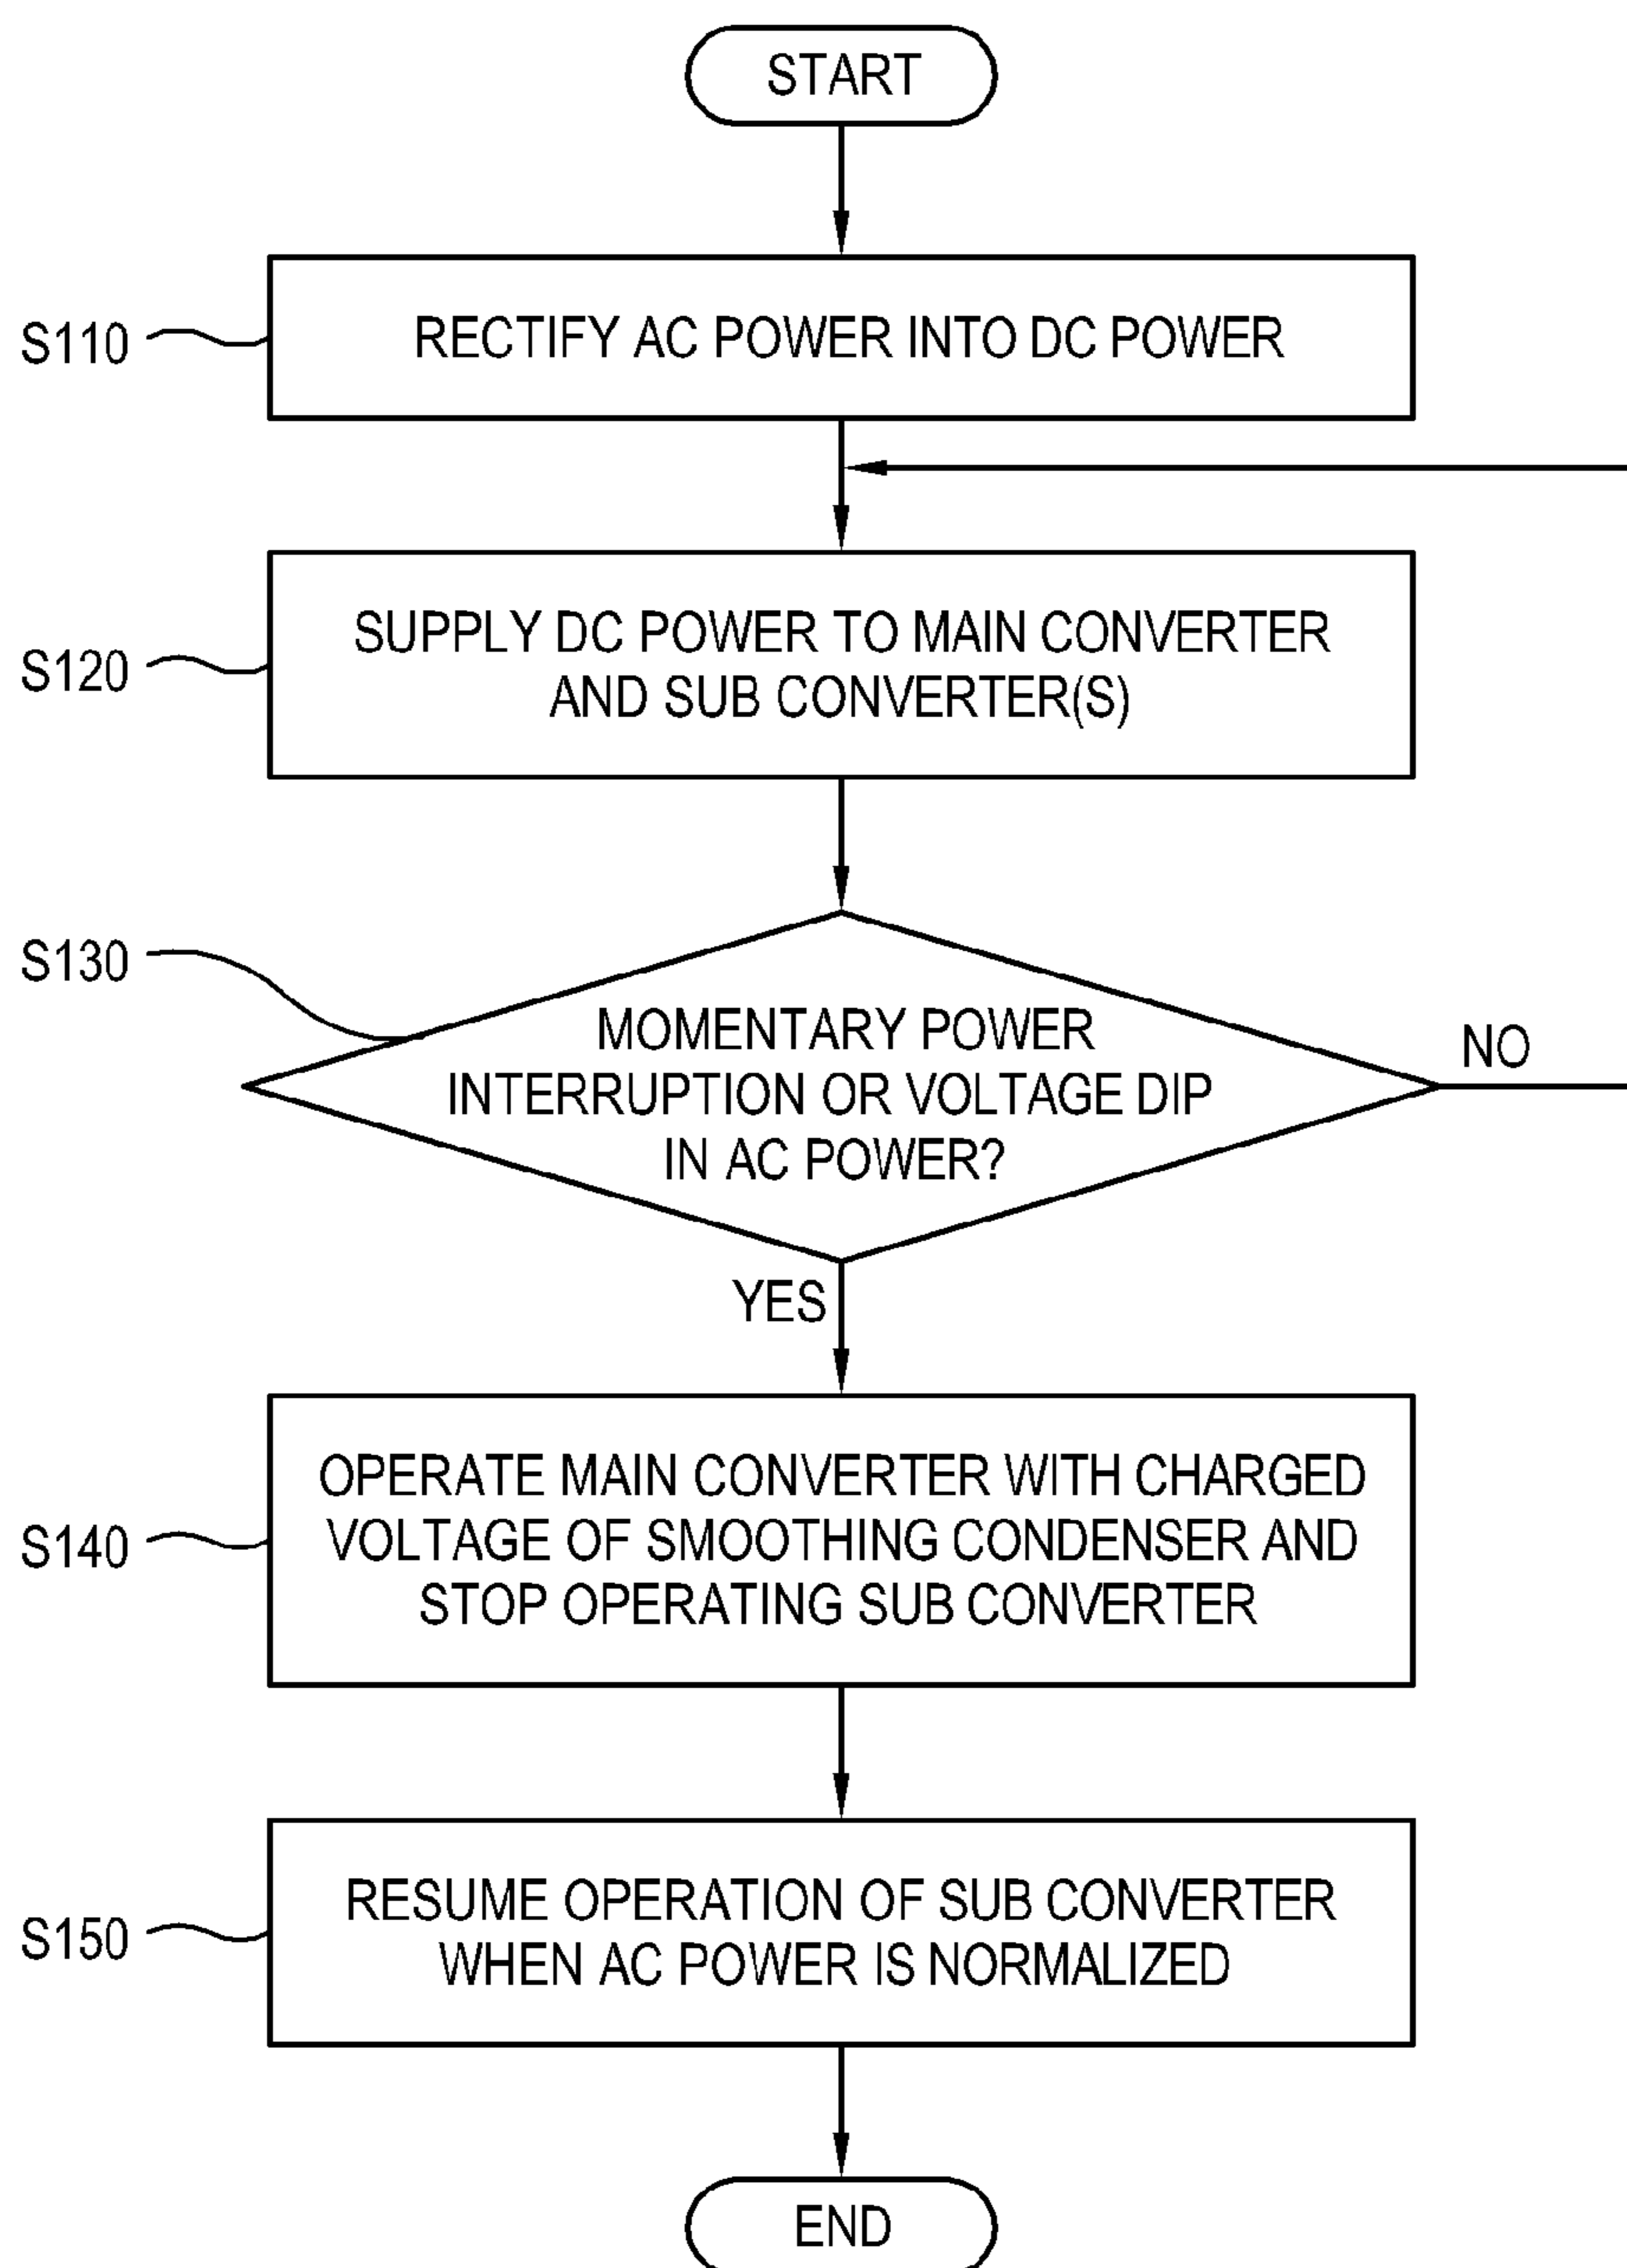 START
S110
RECTIFY AC POWER INTO DC POWER
S120
SUPPLY DC POWER TO MAIN CONVERTER
AND SUB CONVERTER(S)
S130
MOMENTARY POWER
INTERRUPTION OR VOLTAGE DIP
IN AC POWER?
NO
YES
S140
OPERATE MAIN CONVERTER WITH CHARGED
VOLTAGE OF SMOOTHING CONDENSER AND
STOP OPERATING SUB CONVERTER
S150
RESUME OPERATION OF SUB CONVERTER
WHEN AC POWER IS NORMALIZED
END